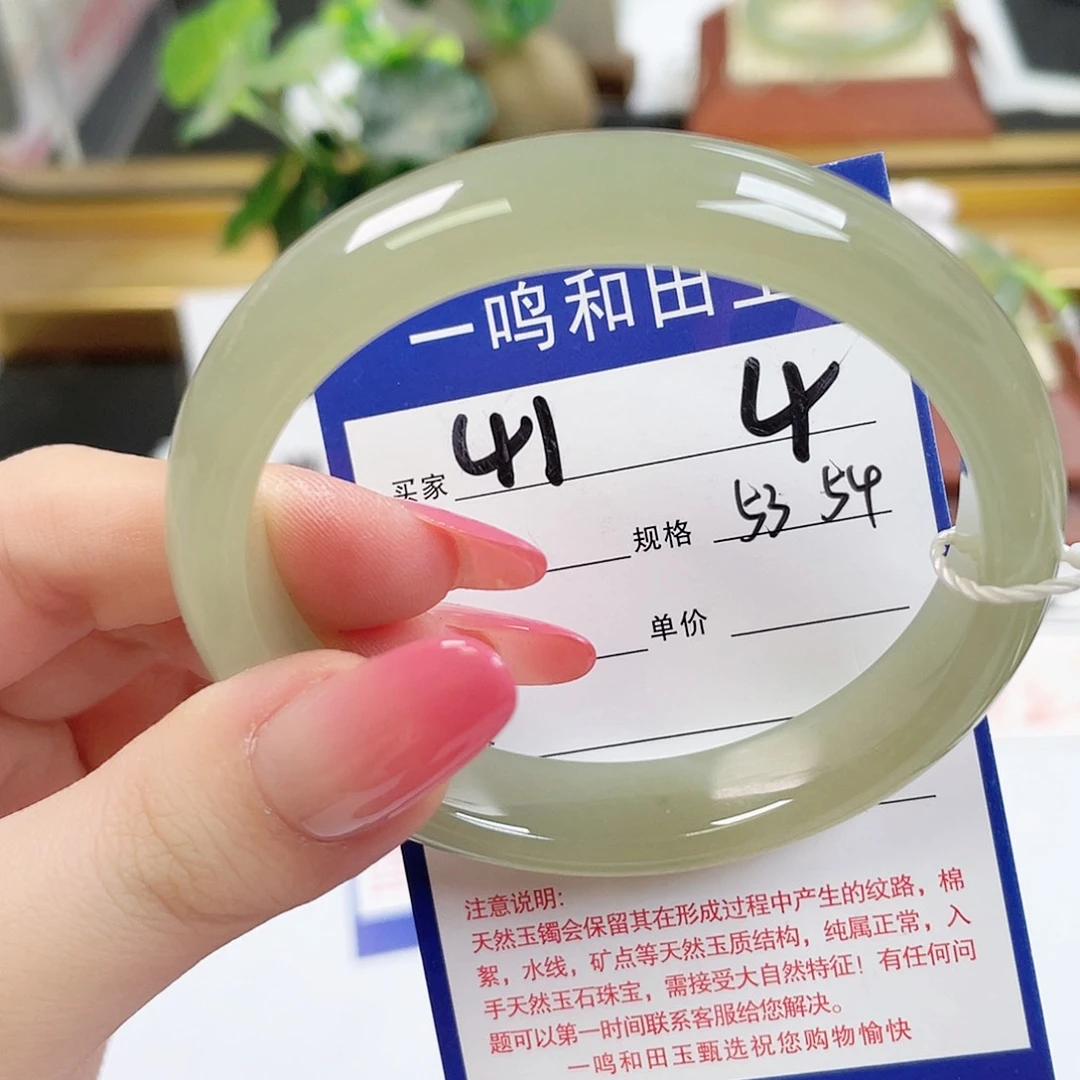 一鸣和田玉
买家 41 4
规格 53 54
单价
注意说明:
天然玉镯会保留其在形成过程中产生的纹路，棉
絮，水线，矿点等天然玉质结构，纯属正常，入
手天然玉石珠宝，需接受大自然特征！有任何问
题可以第一时间联系客服给您解决。
一鸣和田玉甄选祝您购物愉快